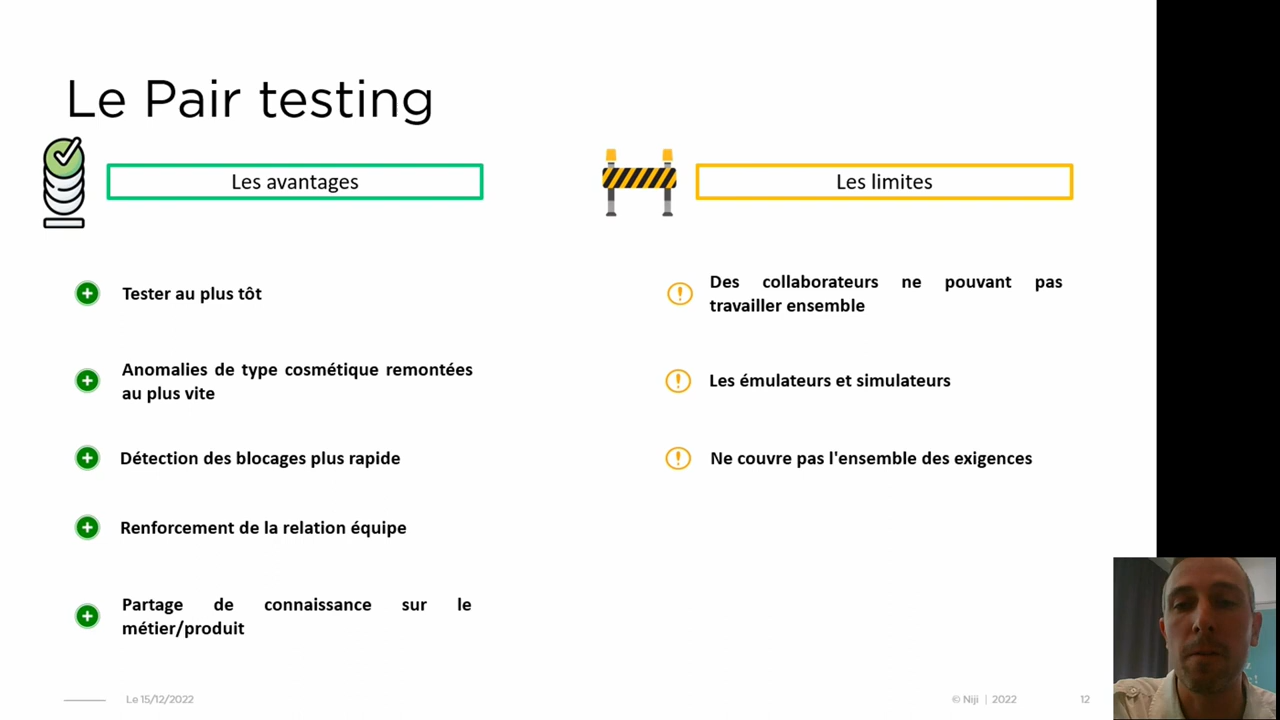 Le Pair testing
Les avantages
Tester au plus tôt
Anomalies de type cosmétique remontées
au plus vite
Détection des blocages plus rapide
Renforcement de la relation équipe
Partage de connaissance sur le
métier/produit
Les limites
Des collaborateurs ne pouvant pas
travailler ensemble
Les émulateurs et simulateurs
Ne couvre pas l'ensemble des exigences
Le 15/12/2022
© Niji | 2022
12